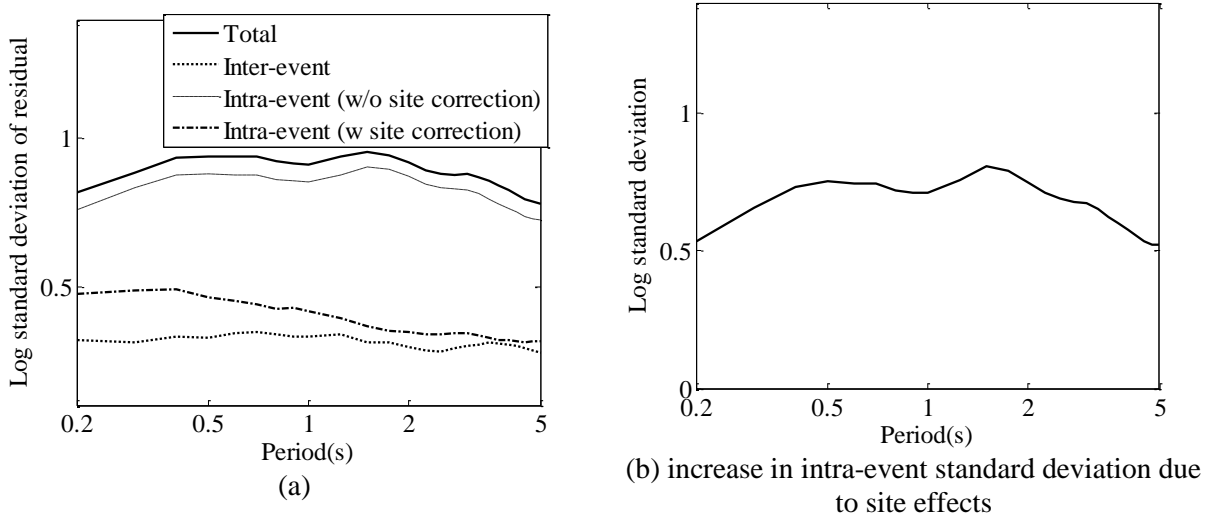 Total
Inter-event
Intra-event (w/o site correction)
Intra-event (w site correction)
Log standard deviation of residual
1
0.5
0.2
0.5
1
2
5
Period(s)
(a)
Log standard deviation
1
0.5
0
0.2
0.5
1
2
5
Period(s)
(b) increase in intra-event standard deviation due
to site effects